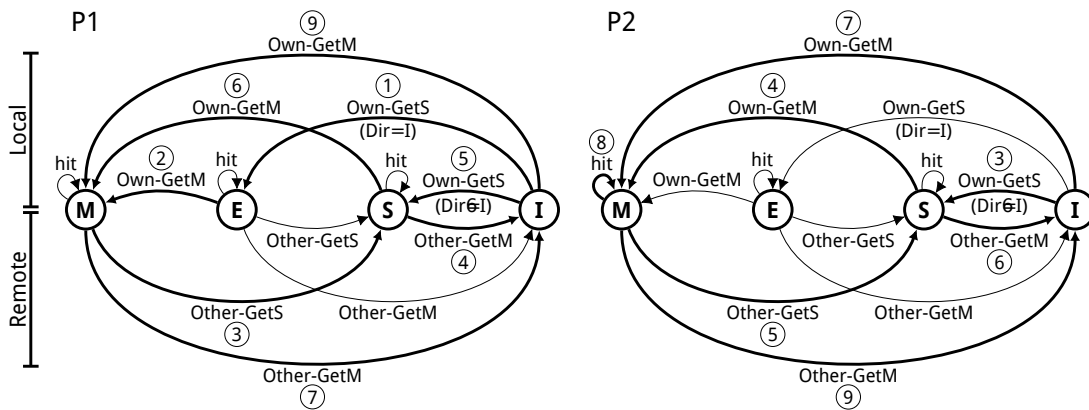 P1
⑨
Own-GetM
⑥
Own-GetM
①
Own-GetS
(Dir=I)
hit
②
Own-GetM
hit
hit
⑤
Own-GetS
(Dir≠I)
M
E
S
I
Other-GetS
Other-GetM
④
Other-GetS
③
Other-GetM
Other-GetM
⑦
Local
Remote
P2
⑦
Own-GetM
④
Own-GetM
Own-GetS
(Dir=I)
⑧
hit
Own-GetM
hit
hit
③
Own-GetS
(Dir≠I)
M
E
S
I
Other-GetS
Other-GetM
⑥
Other-GetS
⑤
Other-GetM
Other-GetM
⑨